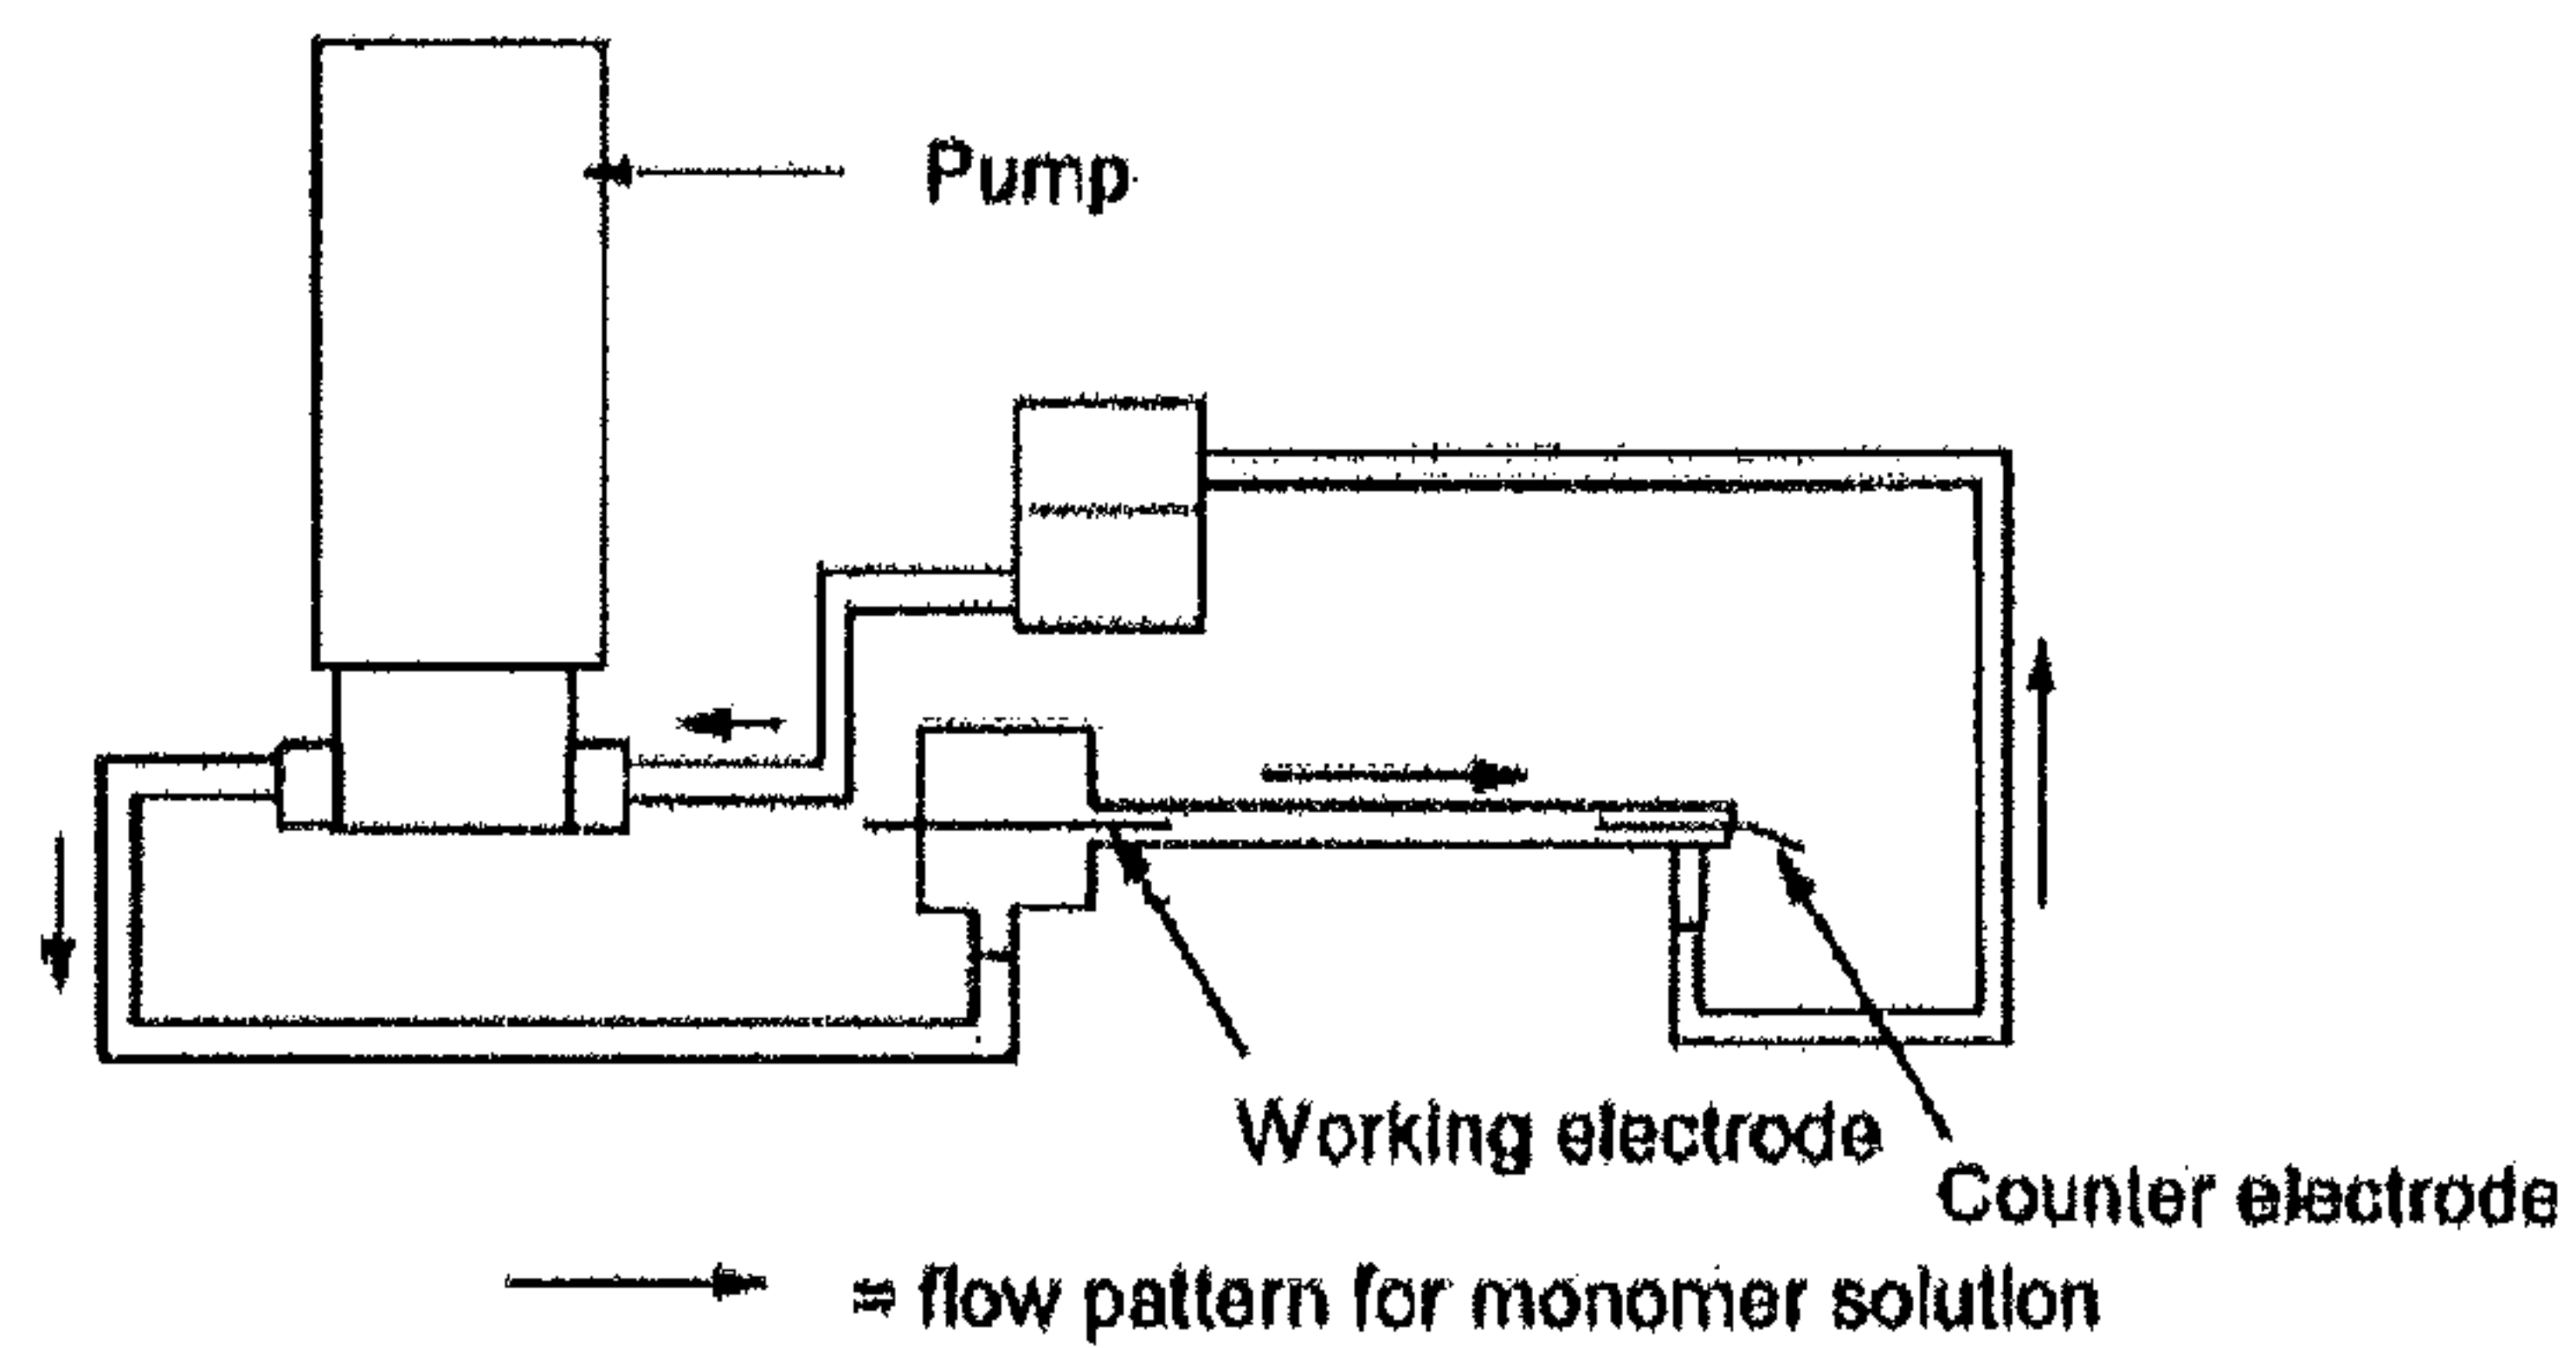 Pump
Working electrode
Counter electrode
= flow pattern for monomer solution